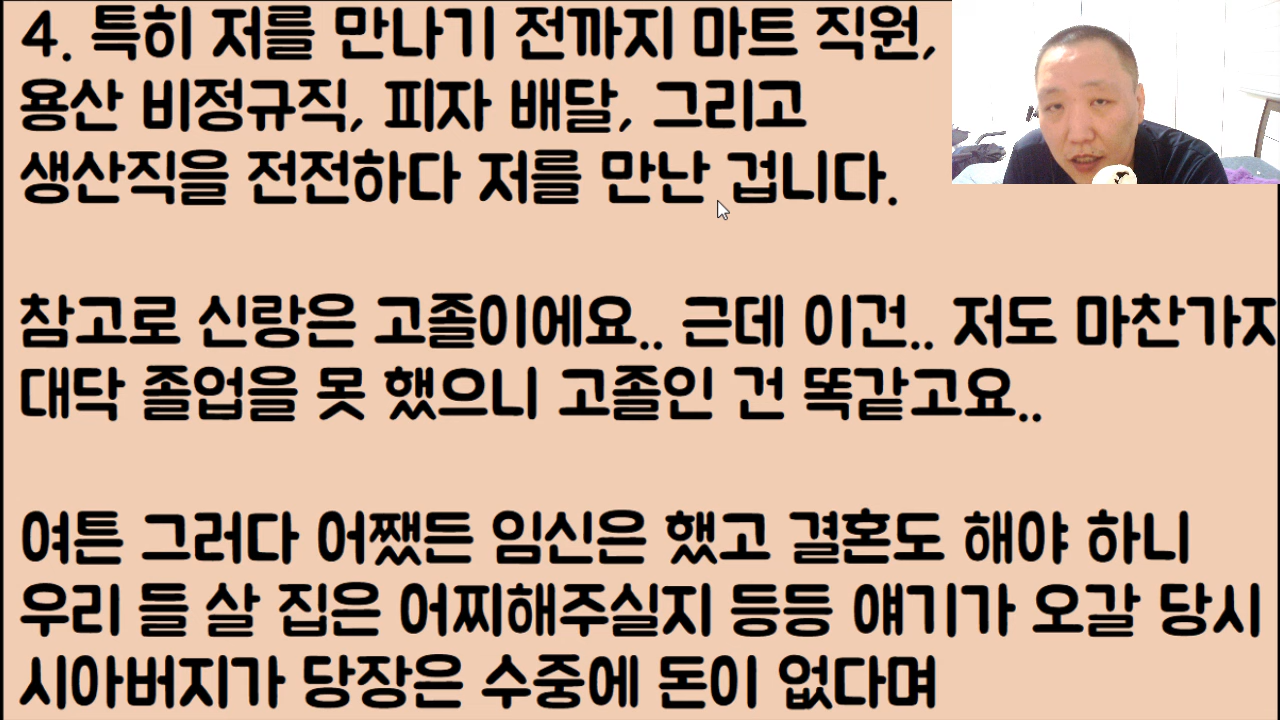 4. 특히 저를 만나기 전까지 마트 직원,
용산 비정규직, 피자 배달, 그리고
생산직을 전전하다 저를 만난 겁니다.
참고로 신랑은 고졸이에요.. 근데 이건.. 저도 마찬가지
대닥 졸업을 못 했으니 고졸인 건 똑같고요..
여튼 그러다 어쨌든 임신은 했고 결혼도 해야 하니
우리 들 살 집은 어찌해주실지 등등 얘기가 오갈 당시
시아버지가 당장은 수중에 돈이 없다며